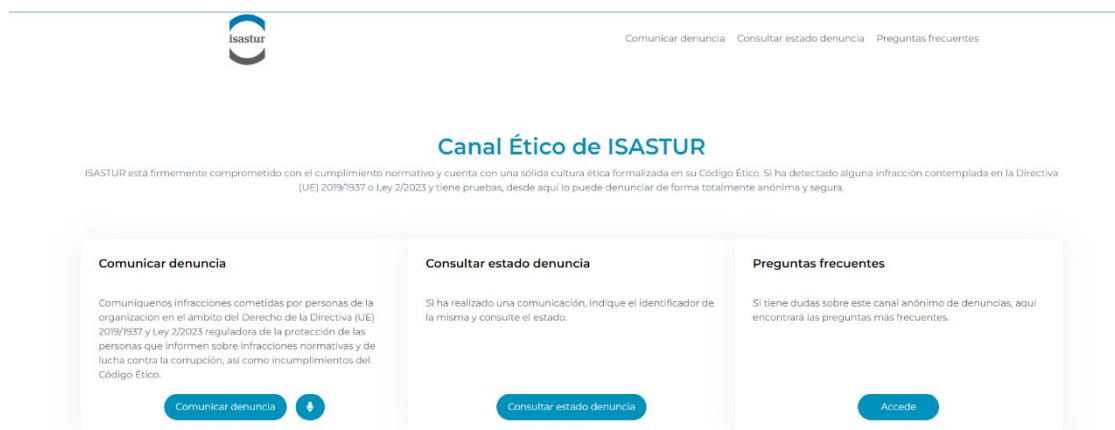 isastur
Comunicar denuncia Consultar estado denuncia Preguntas frecuentes
Canal Ético de ISASTUR
ISASTUR está firmemente comprometido con el cumplimiento normativo y cuenta con una sólida cultura ética formalizada en su Código Ético. Si ha detectado alguna infracción contemplada en la Directiva
(UE) 2019/1937 o Ley 2/2023 y tiene pruebas, desde aquí lo puede denunciar de forma totalmente anónima y segura.
Comunicar denuncia
Comuníquenos infracciones cometidas por personas de la
organización en el ámbito del Derecho de la Directiva (UE)
2019/1937 y Ley 2/2023 reguladora de la protección de las
personas que informen sobre infracciones normativas y de
lucha contra la corrupción, así como incumplimientos del
Código Ético.
Comunicar denuncia
Consultar estado denuncia
Si ha realizado una comunicación, indique el identificador de
la misma y consulte el estado.
Consultar estado denuncia
Preguntas frecuentes
Si tiene dudas sobre este canal anónimo de denuncias, aquí
encontrará las preguntas más frecuentes.
Accede